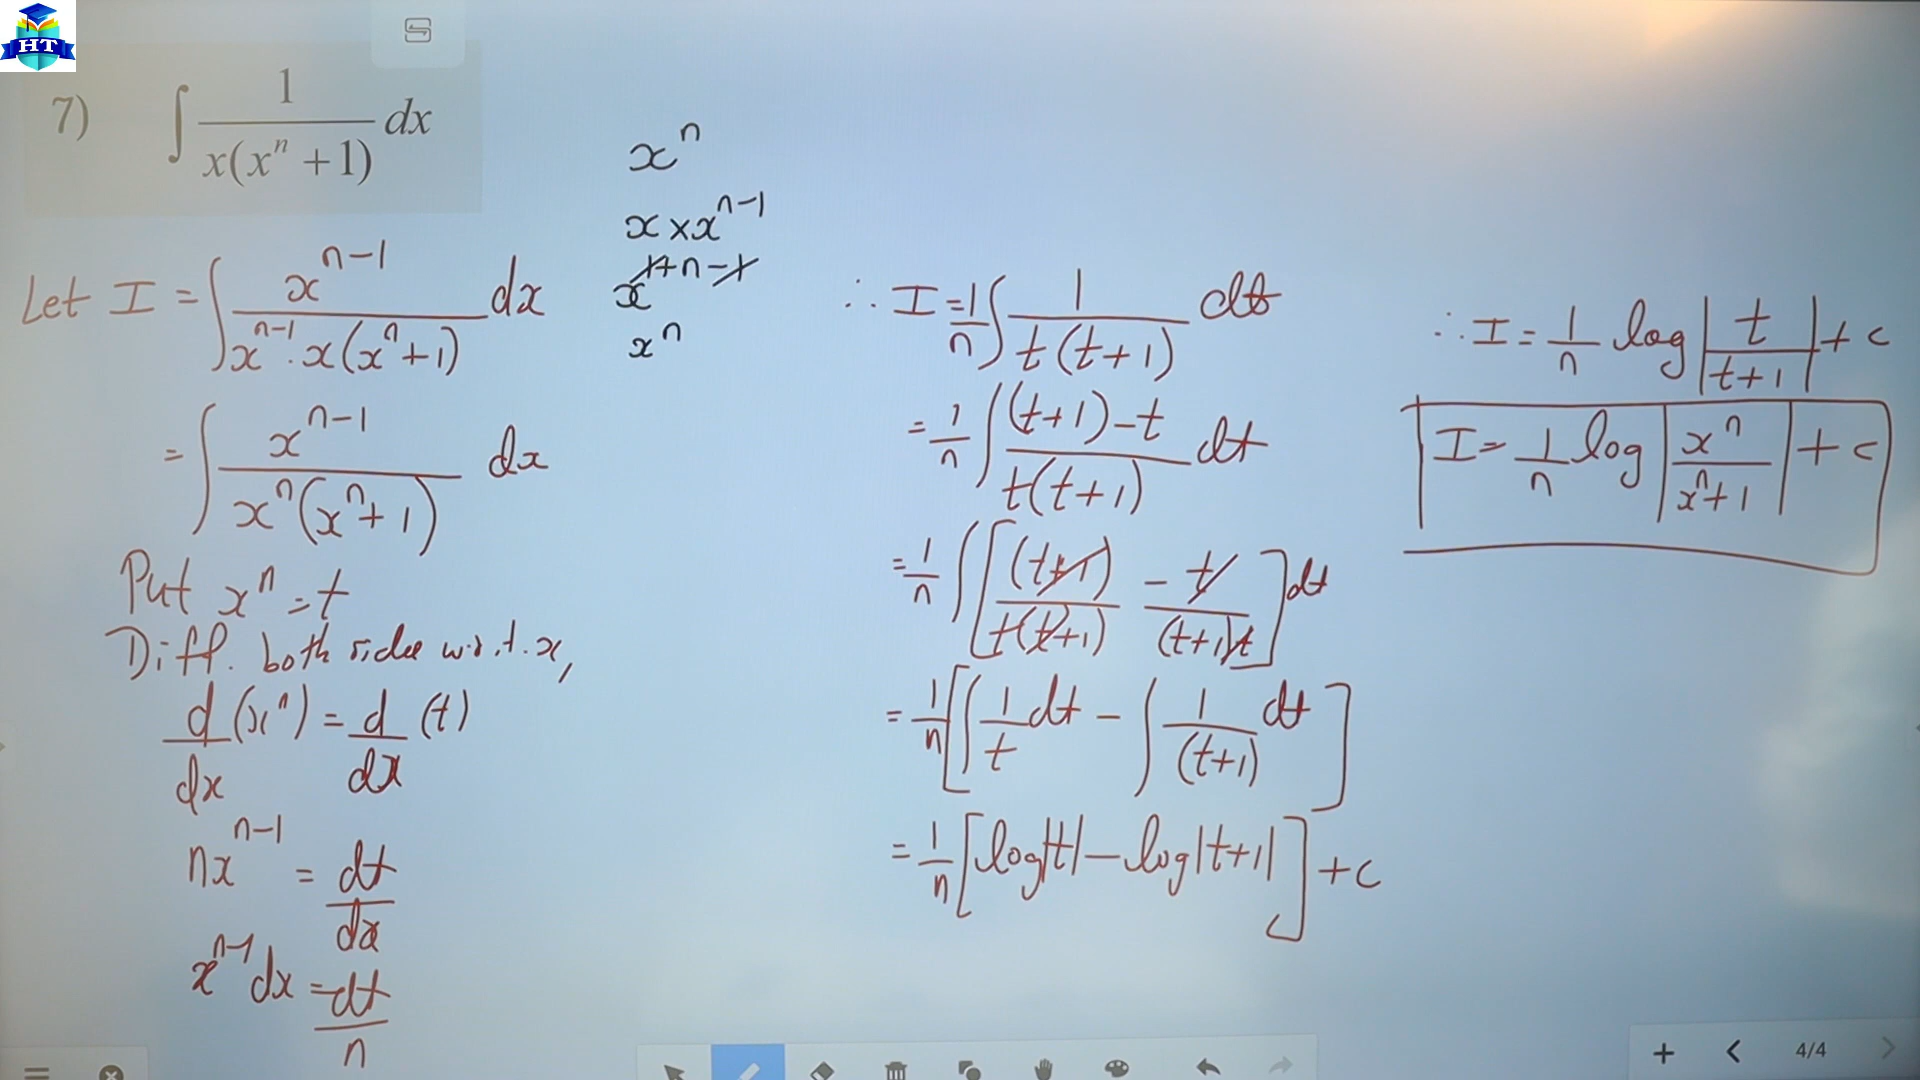 HT
7) ∫ 1/(x(xⁿ + 1)) dx
Let I = ∫ xⁿ⁻¹/(xⁿ⁻¹ · x(xⁿ + 1)) dx
= ∫ xⁿ⁻¹/(xⁿ(xⁿ + 1)) dx
Put xⁿ = t
Diff. both sides w.r.t. x,
d/dx (xⁿ) = d/dx (t)
nxⁿ⁻¹ = dt/dx
xⁿ⁻¹ dx = dt/n
xⁿ
x × xⁿ⁻¹
x¹⁺ⁿ⁻¹
xⁿ
∴ I = 1/n ∫ 1/(t(t+1)) dt
= 1/n ∫ ((t+1) - t)/(t(t+1)) dt
= 1/n ∫ [(t+1)/(t(t+1)) - t/((t+1)t)] dt
= 1/n [∫ 1/t dt - ∫ 1/(t+1) dt]
= 1/n [log|t| - log|t+1|] + c
∴ I = 1/n log |t/(t+1)| + c
I = 1/n log |xⁿ/(xⁿ+1)| + c
4/4